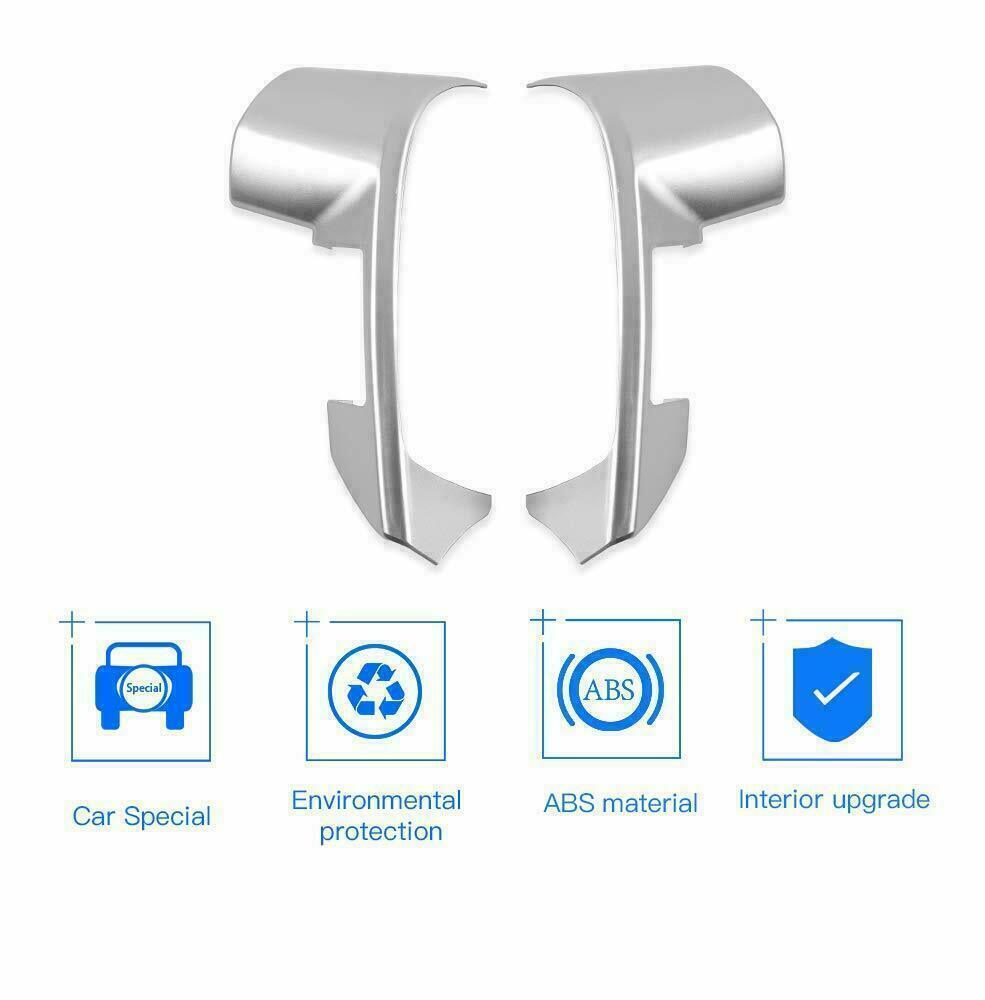 Special
ABS
Car Special
Environmental
protection
ABS material
Interior upgrade